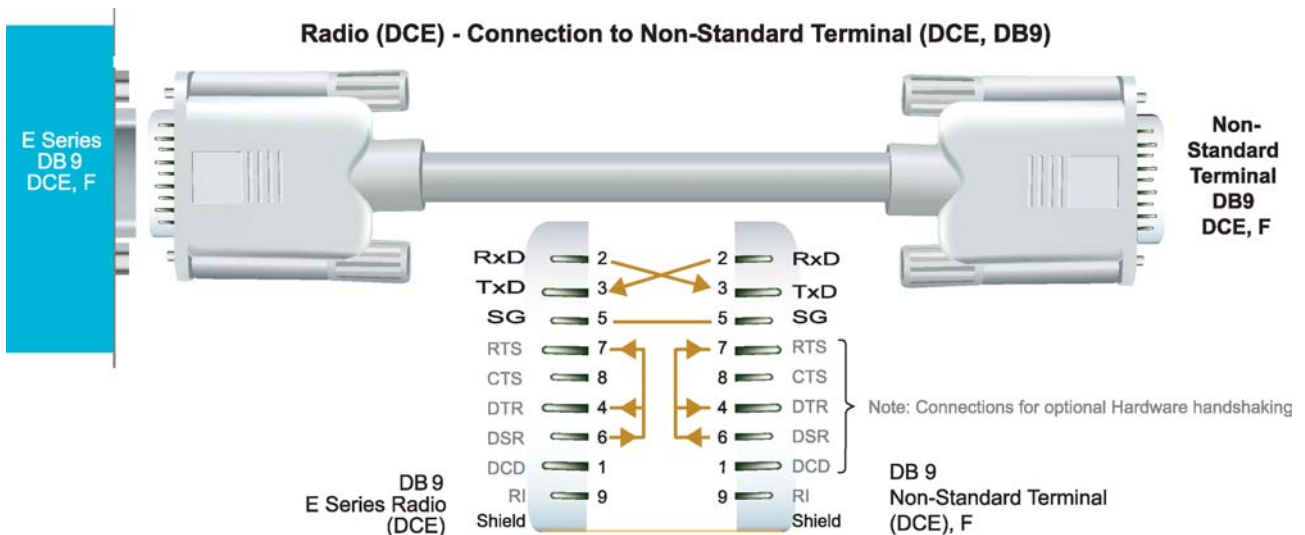 Radio (DCE) - Connection to Non-Standard Terminal (DCE, DB9)
E Series
DB 9
DCE, F
Non-
Standard
Terminal
DB9
DCE, F
RxD 2 2 RxD
TxD 3 3 TxD
SG 5 5 SG
RTS 7 7 RTS
CTS 8 8 CTS
DTR 4 4 DTR
Note: Connections for optional Hardware handshaking
DSR 6 6 DSR
DCD 1 1 DCD
RI 9 9 RI
Shield Shield
DB 9
E Series Radio
(DCE)
DB 9
Non-Standard Terminal
(DCE), F